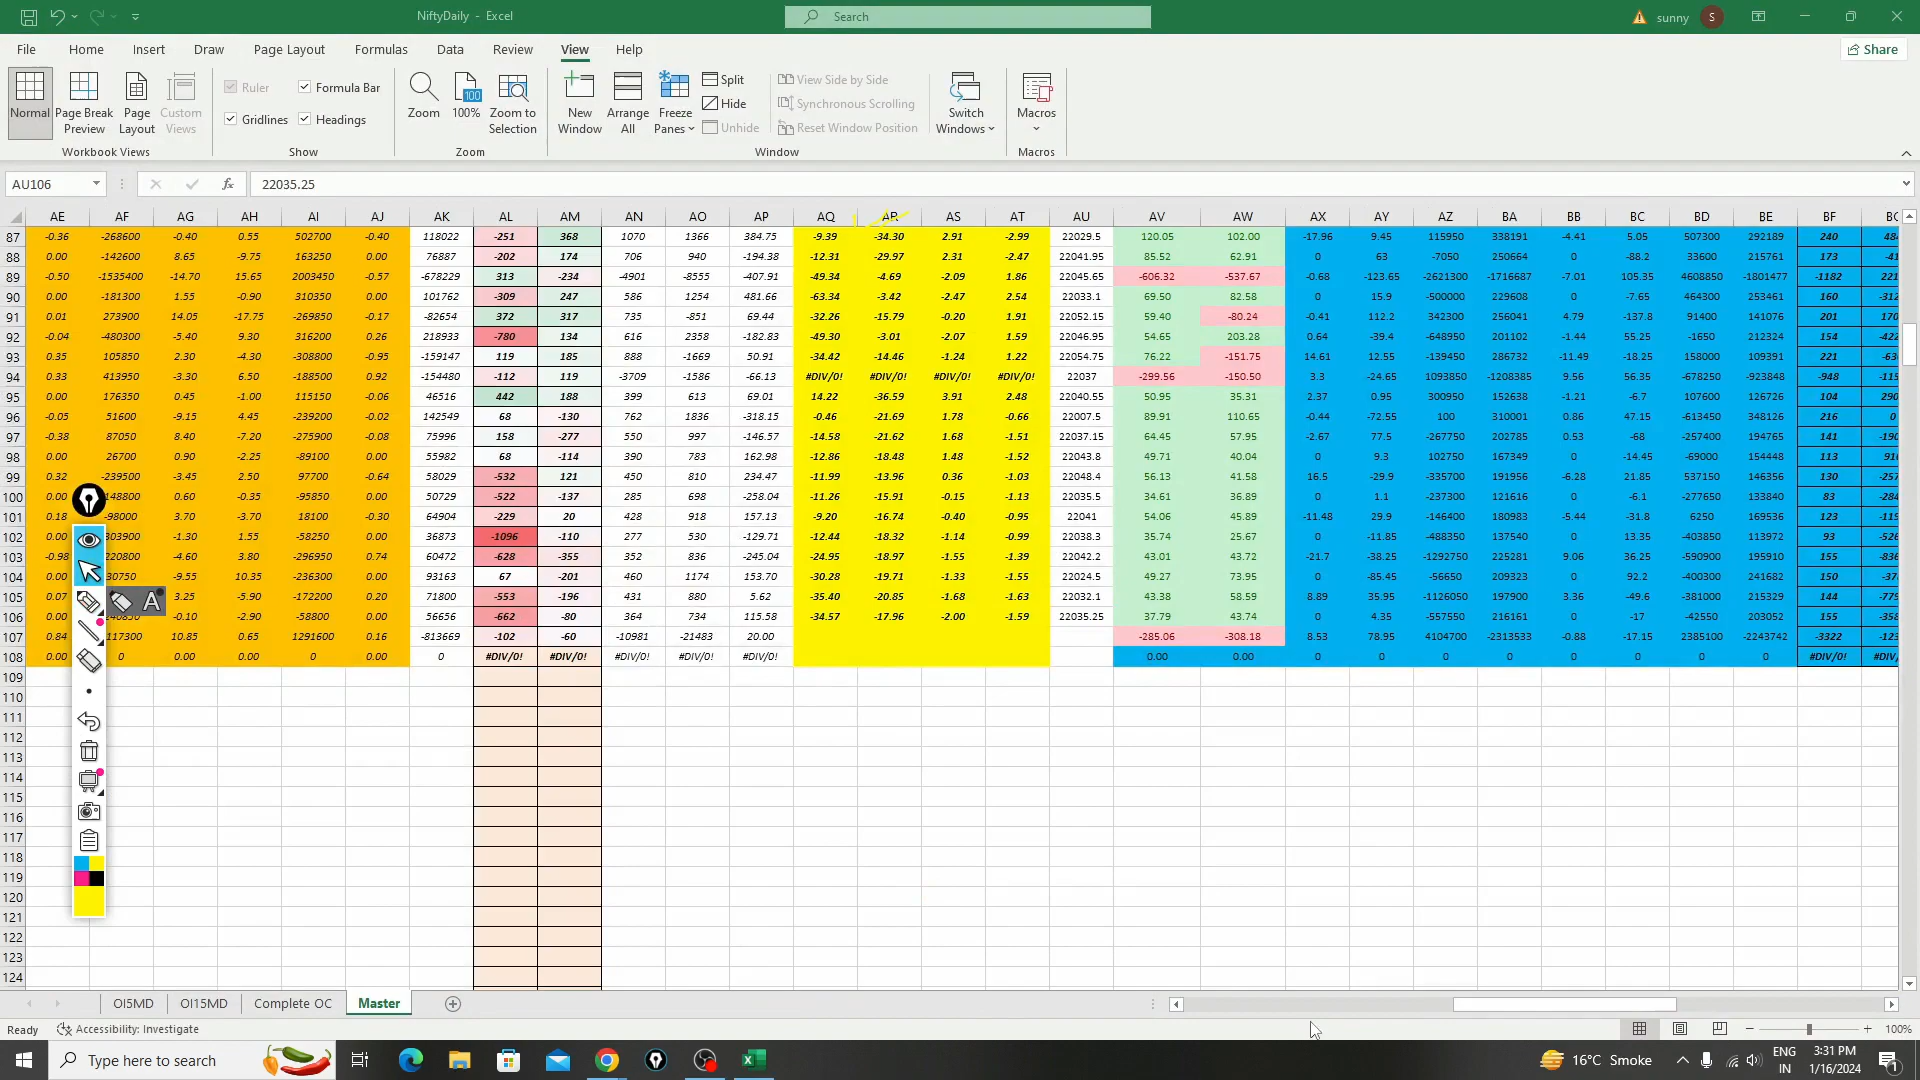 NiftyDaily - Excel
Search
sunny S
File Home Insert Draw Page Layout Formulas Data Review View Help Share
Normal Page Break Preview Page Layout Custom Views
Workbook Views
Ruler Formula Bar
Gridlines Headings
Show
Zoom 100% Zoom to Selection
Zoom
New Window Arrange All Freeze Panes Split Hide Unhide
View Side by Side
Synchronous Scrolling
Reset Window Position
Switch Windows
Window
Macros
Macros
AU106 fx 22035.25
AE AF AG AH AI AJ AK AL AM AN AO AP AQ AR AS AT AU AV AW AX AY AZ BA BB BC BD BE BF
87 -0.36 -268600 -0.40 0.55 502700 -0.40 118022 -251 368 1070 1366 384.75 -9.39 -34.30 2.91 -2.99 22029.5 120.05 102.00 -17.96 9.45 115950 338191 -4.41 5.05 507300 292189 240
88 0.00 -142600 8.65 -9.75 163250 0.00 76887 -202 174 706 940 -194.38 -12.31 -29.97 2.31 -2.47 22041.95 85.52 62.91 0 63 -7050 250664 0 -88.2 33600 215761 173
89 -0.50 -1535400 -14.70 15.65 2003450 -0.57 -678229 313 -234 -4901 -8555 -407.91 -49.34 -4.69 -2.09 1.86 22045.65 -606.32 -537.67 -0.68 -123.65 -2621300 -1716687 -7.01 105.35 4608850 -1801477 -1182
90 0.00 -181300 1.55 -0.90 310350 0.00 101762 -309 247 586 1254 481.66 -63.34 -3.42 -2.47 2.54 22033.1 69.50 82.58 0 15.9 -500000 229608 0 -7.65 464300 253461 160
91 0.01 273900 14.05 -17.75 -269850 -0.17 -82654 372 317 735 -851 69.44 -32.26 -15.79 -0.20 1.91 22052.15 59.40 -80.24 -0.41 112.2 342300 256041 4.79 -137.8 91400 141076 201
92 -0.04 -480300 -5.40 9.30 316200 0.26 218933 -780 134 616 2358 -182.83 -49.30 -3.01 -2.07 1.59 22046.95 54.65 203.28 0.64 -39.4 -648950 201102 -1.44 55.25 -1650 212324 154
93 0.35 105850 2.30 -4.30 -308800 -0.95 -159147 119 185 888 -1669 50.91 -34.42 -14.46 -1.24 1.22 22054.75 76.22 -151.75 14.61 12.55 -139450 286732 -11.49 -18.25 158000 109391 221
94 0.33 413950 -3.30 6.50 -188500 0.92 -154480 -112 119 -3709 -1586 -66.13 #DIV/0! #DIV/0! #DIV/0! #DIV/0! 22037 -299.56 -150.50 3.3 -24.65 1093850 -1208385 9.56 56.35 -678250 -923848 -948
95 0.00 176350 0.45 -1.00 115150 -0.06 46516 442 188 399 613 69.01 14.22 -36.59 3.91 2.48 22040.55 50.95 35.31 2.37 0.95 300950 152638 -1.21 -6.7 107600 126726 104
96 -0.05 51600 -9.15 4.45 -239200 -0.02 142549 68 -130 762 1836 -318.15 -0.46 -21.69 1.78 -0.66 22007.5 89.91 110.65 -0.44 -72.55 100 310001 0.86 47.15 -613450 348126 216 0
97 -0.38 87050 8.40 -7.20 -275900 -0.08 75996 158 -277 550 997 -146.57 -14.58 -21.62 1.68 -1.51 22037.15 64.45 57.95 -2.67 77.5 -267750 202785 0.53 -68 -257400 194765 141
98 0.00 26700 0.90 -2.25 -89100 0.00 55982 68 -114 390 783 162.98 -12.86 -18.48 1.48 -1.52 22043.8 49.71 40.04 0 9.3 102750 167349 0 -14.45 -69000 154448 113
99 0.32 -239500 -3.45 2.50 97700 -0.64 58029 -532 121 450 810 234.47 -11.99 -13.96 0.36 -1.03 22048.4 56.13 41.58 16.5 -29.9 -335700 191956 -6.28 21.85 537150 146356 130
100 0.00 148800 0.60 -0.35 -95850 0.00 50729 -522 -137 285 698 -258.04 -11.26 -15.91 -0.15 -1.13 22035.5 34.61 36.89 0 1.1 -237300 121616 0 -6.1 -277650 133840 83
101 0.18 -98000 3.70 -3.70 18100 -0.30 64904 -229 20 428 918 157.13 -9.20 -16.74 -0.40 -0.95 22041 54.06 45.89 -11.48 29.9 -146400 180983 -5.44 -31.8 6250 169536 123
102 0.00 303900 -1.30 1.55 -58250 0.00 36873 -1096 -110 277 530 -129.71 -12.44 -18.32 -1.14 -0.99 22038.3 35.74 25.67 0 -11.85 -488350 137540 0 13.35 -403850 113972 93
103 -0.98 220800 -4.60 3.80 -296950 0.74 60472 -628 -355 352 836 -245.04 -24.95 -18.97 -1.55 -1.39 22042.2 43.01 43.72 -21.7 -38.25 -1292750 225281 9.06 36.25 -590900 195910 155
104 0.00 30750 -9.55 10.35 -236300 0.00 93163 67 -201 460 1174 153.70 -30.28 -19.71 -1.33 -1.55 22024.5 49.27 73.95 0 -85.45 -56650 209323 0 92.2 -400300 241682 150
105 0.07 A 3.25 -5.90 -172200 0.20 71800 -553 -196 431 880 5.62 -35.40 -20.85 -1.68 -1.63 22032.1 43.38 58.59 8.89 35.95 -1126050 197900 3.36 -49.6 -381000 215329 144
106 0.00 -0.10 -2.90 -58800 0.00 56656 -662 -80 364 734 115.58 -34.57 -17.96 -2.00 -1.59 22035.25 37.79 43.74 0 4.35 -557250 216161 0 -17 -42550 203052 155
107 0.84 117300 10.85 0.65 1291600 0.16 -813669 -102 -60 -10981 -21483 20.00 -285.06 -308.18 8.53 78.95 4104700 -2313533 -0.88 -17.15 2385100 -2243742 -3322
108 0.00 0 0.00 0.00 0 0.00 0 #DIV/0! #DIV/0! #DIV/0! #DIV/0! #DIV/0! 0.00 0.00 0 0 0 0 0 0 0 0 #DIV/0!
109
110
111
112
113
114
115
116
117
118
119
120
121
122
123
124
OI5MD OI15MD Complete OC Master
Ready Accessibility: Investigate 100%
Type here to search 16°C Smoke ENG IN 3:31 PM 1/16/2024 1